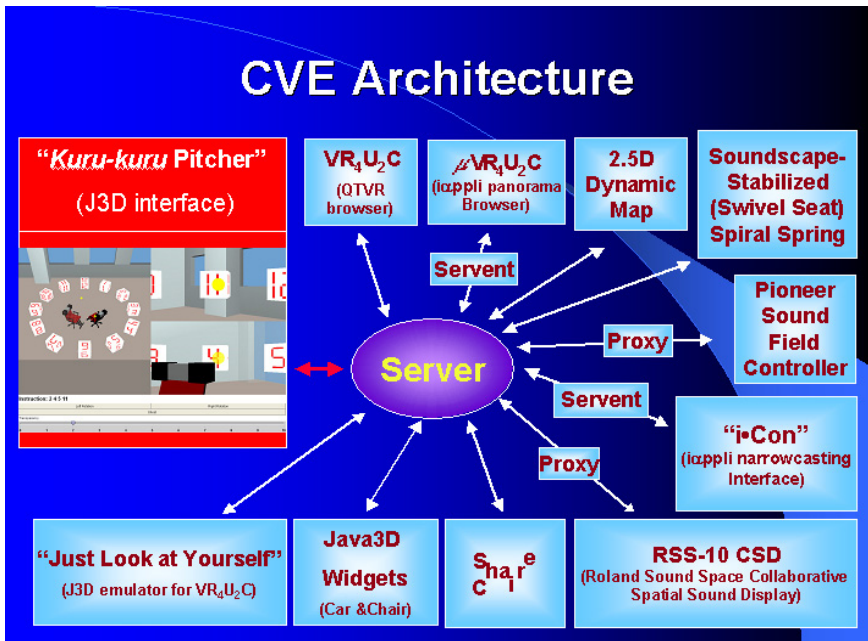 CVE Architecture
“Kuru-kuru Pitcher”
(J3D interface)
VR₄U₂C
(QTVR
browser)
μVR₄U₂C
(iαppli panorama
Browser)
2.5D
Dynamic
Map
Soundscape-
Stabilized
(Swivel Seat)
Spiral Spring
Servent
Pioneer
Sound
Field
Controller
Proxy
Server
Servent
“i•Con”
(iαppli narrowcasting
Interface)
Proxy
“Just Look at Yourself”
(J3D emulator for VR₄U₂C)
Java3D
Widgets
(Car &Chair)
S
C
hai
r
e
RSS-10 CSD
(Roland Sound Space Collaborative
Spatial Sound Display)